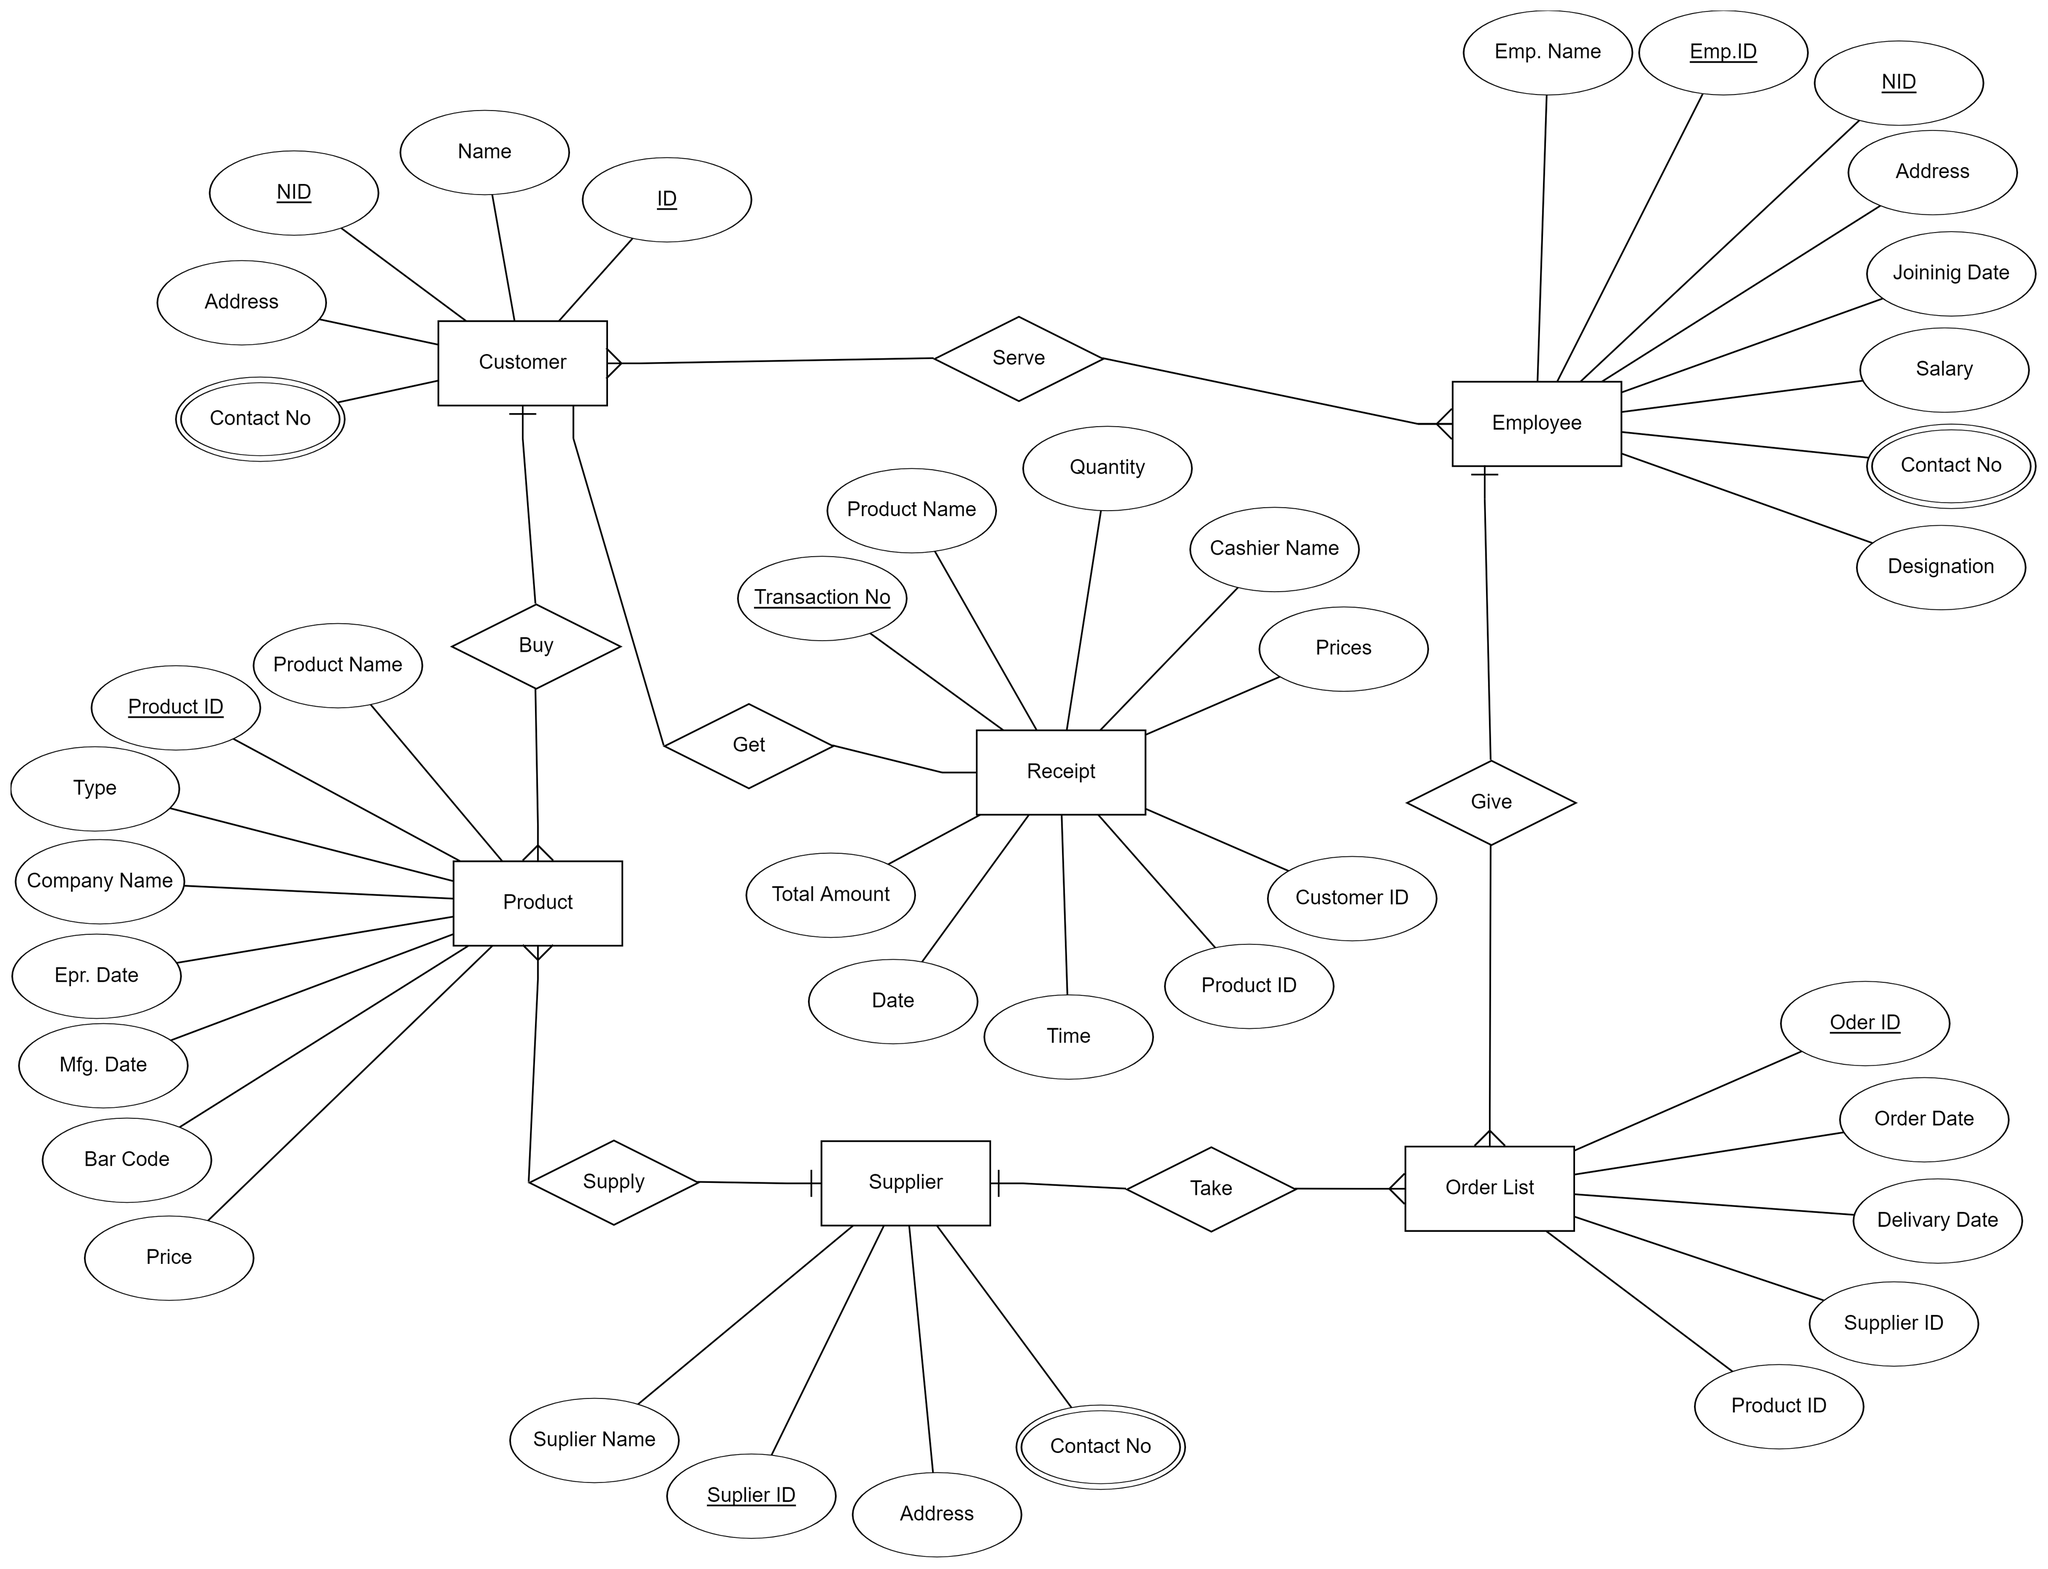 Emp. Name
Emp.ID
NID
Name
NID
ID
Address
Address
Joininig Date
Customer
Serve
Salary
Contact No
Employee
Quantity
Contact No
Product Name
Cashier Name
Designation
Transaction No
Buy
Prices
Product Name
Product ID
Get
Receipt
Type
Give
Company Name
Product
Total Amount
Customer ID
Epr. Date
Date
Product ID
Time
Oder ID
Mfg. Date
Order Date
Bar Code
Supply
Supplier
Take
Order List
Delivary Date
Price
Supplier ID
Product ID
Suplier Name
Contact No
Suplier ID
Address